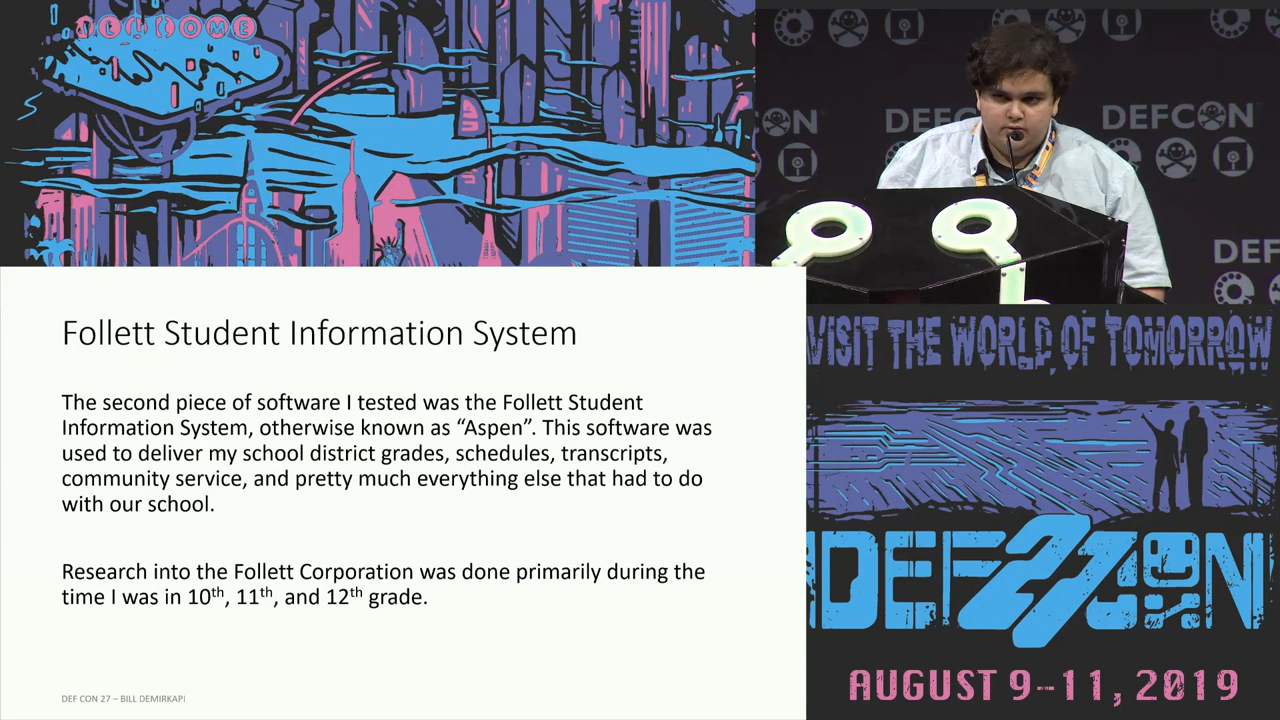 WELCOME
DEFCON
DEFCON
DEFCON
DEF
Follett Student Information System
The second piece of software I tested was the Follett Student
Information System, otherwise known as “Aspen”. This software was
used to deliver my school district grades, schedules, transcripts,
community service, and pretty much everything else that had to do
with our school.
Research into the Follett Corporation was done primarily during the
time I was in 10th, 11th, and 12th grade.
DEF CON 27 – BILL DEMIRKAPI
VISIT THE WORLD OF TOMORROW
DEF27CON
AUGUST 9-11, 2019